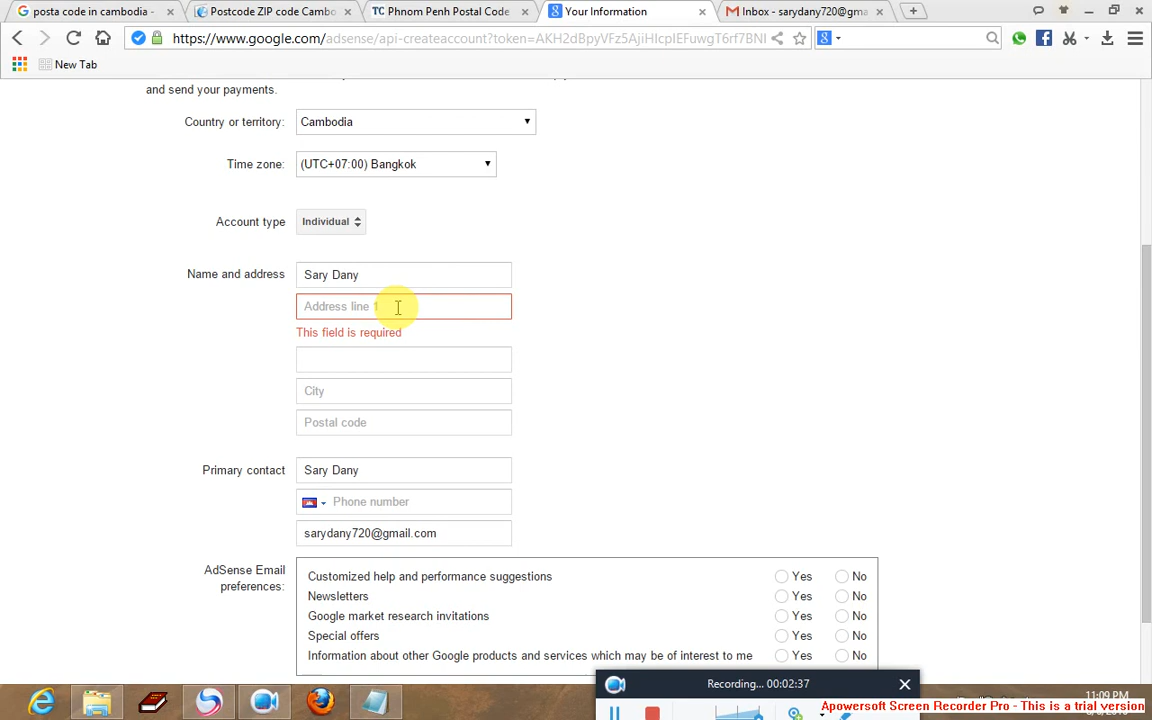 posta code in cambodia -
Postcode ZIP code Cambo
TC Phnom Penh Postal Code
Your Information
Inbox - sarydany720@gma
https://www.google.com/adsense/api-createaccount?token=AKH2dBpyVFz5AjiHIcpIEFuwgT6rf7BNI
New Tab
and send your payments.
Country or territory: Cambodia
Time zone: (UTC+07:00) Bangkok
Account type Individual
Name and address Sary Dany
Address line 1
This field is required
City
Postal code
Primary contact Sary Dany
Phone number
sarydany720@gmail.com
AdSense Email preferences:
Customized help and performance suggestions Yes No
Newsletters Yes No
Google market research invitations Yes No
Special offers Yes No
Information about other Google products and services which may be of interest to me Yes No
Recording... 00:02:37
11:09 PM
Apowersoft Screen Recorder Pro - This is a trial version